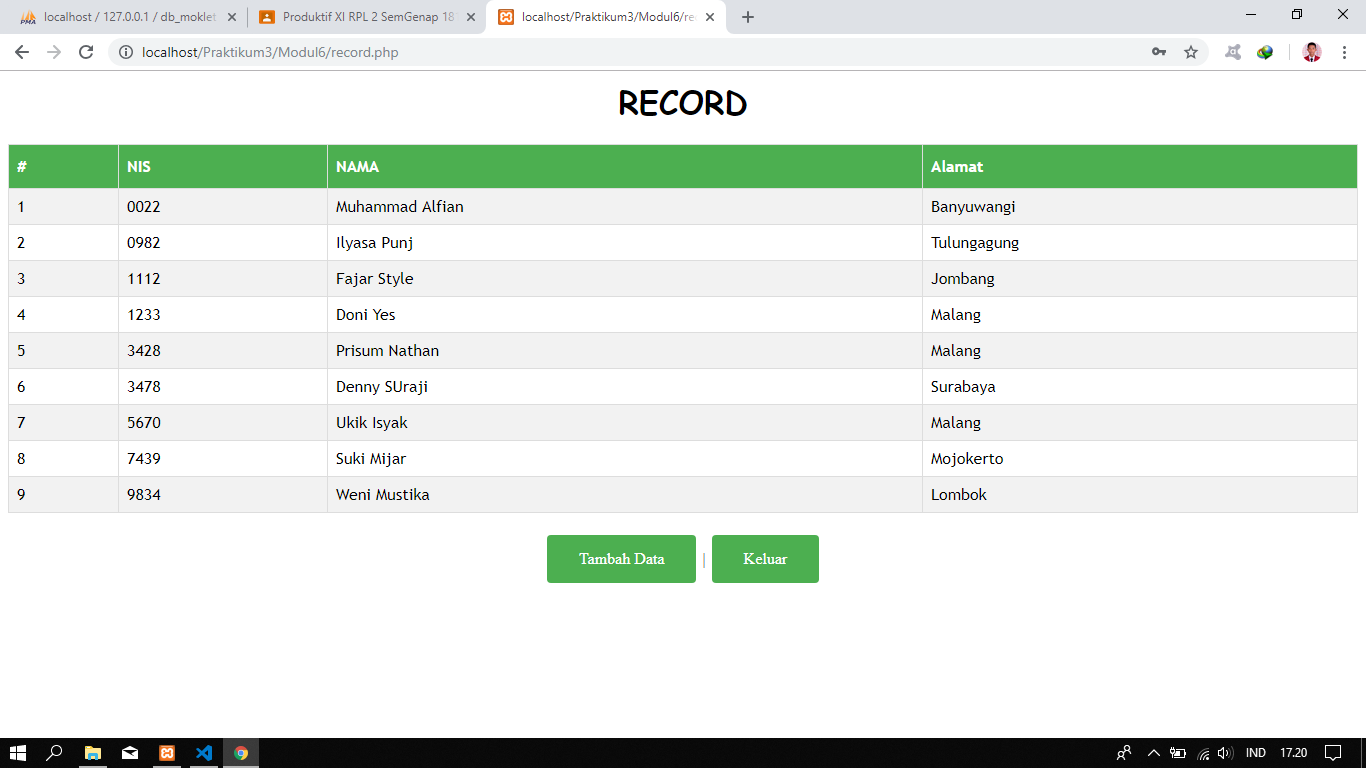 localhost / 127.0.0.1 / db_moklet
Produktif XI RPL 2 SemGenap 18
localhost/Praktikum3/Modul6/re
localhost/Praktikum3/Modul6/record.php
RECORD
# NIS NAMA Alamat
1 0022 Muhammad Alfian Banyuwangi
2 0982 Ilyasa Punj Tulungagung
3 1112 Fajar Style Jombang
4 1233 Doni Yes Malang
5 3428 Prisum Nathan Malang
6 3478 Denny SUraji Surabaya
7 5670 Ukik Isyak Malang
8 7439 Suki Mijar Mojokerto
9 9834 Weni Mustika Lombok
Tambah Data | Keluar
IND 17.20